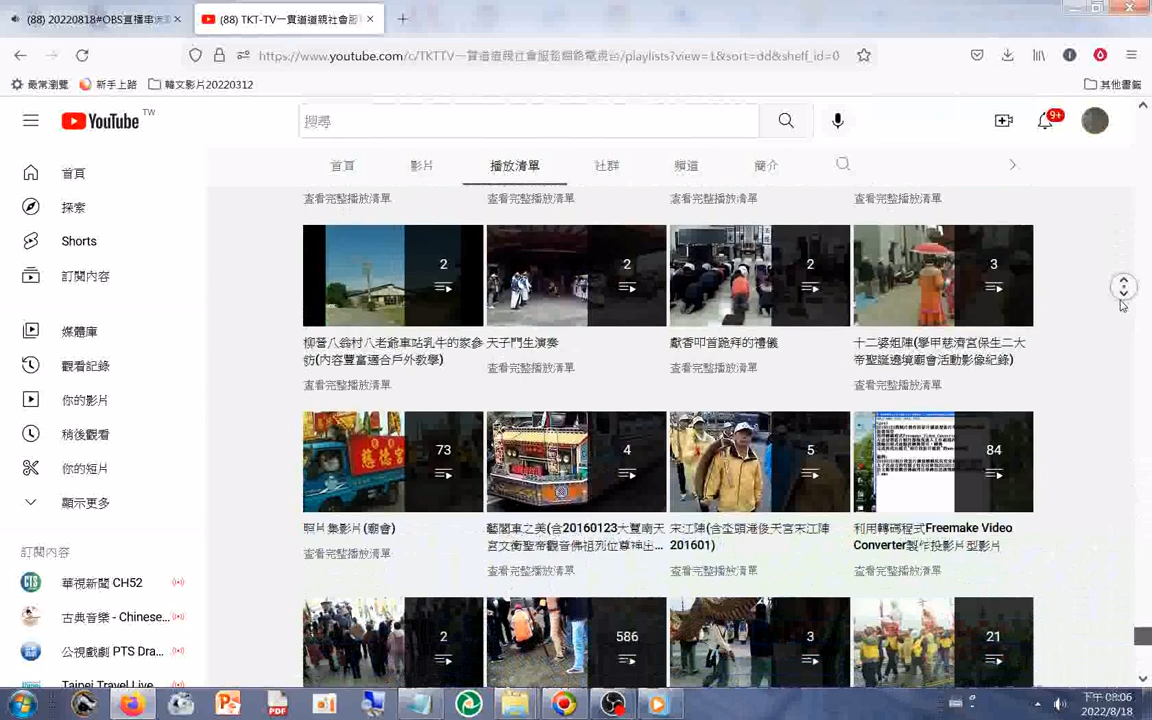 (88) 20220818#OBS直播串流
(88) TKT-TV一貫道道親社會服
https://www.youtube.com/c/TKTTV一貫道道親社會服務網路電視台/playlists?view=1&sort=dd&shelf_id=0
最常瀏覽
新手上路
韓文影片20220312
其他書籤
YouTube TW
搜尋
9+
首頁
影片
播放清單
社群
頻道
簡介
首頁
探索
Shorts
訂閱內容
媒體庫
觀看記錄
你的影片
稍後觀看
你的短片
顯示更多
訂閱內容
華視新聞 CH52
古典音樂 - Chinese...
公視戲劇 PTS Dra...
Taipei Travel Live
查看完整播放清單
查看完整播放清單
查看完整播放清單
查看完整播放清單
2
2
2
3
柳營八翁村八老爺車站乳牛的家參
訪(內容豐富適合戶外教學)
查看完整播放清單
天子門生演奏
查看完整播放清單
獻香叩首跪拜的禮儀
查看完整播放清單
十二婆姐陣(學甲慈濟宮保生二大
帝聖誕遶境廟會活動影像紀錄)
查看完整播放清單
慈德宮
73
4
5
84
照片集影片(廟會)
查看完整播放清單
藝閣車之美(含20160123大豐南天
宮文衡聖帝觀音佛祖列位尊神出...
查看完整播放清單
宋江陣(含盃頭港後天宮宋江陣
201601)
查看完整播放清單
利用轉碼程式Freemake Video
Converter製作投影片型影片
查看完整播放清單
2
586
3
21
下午 08:06
2022/8/18